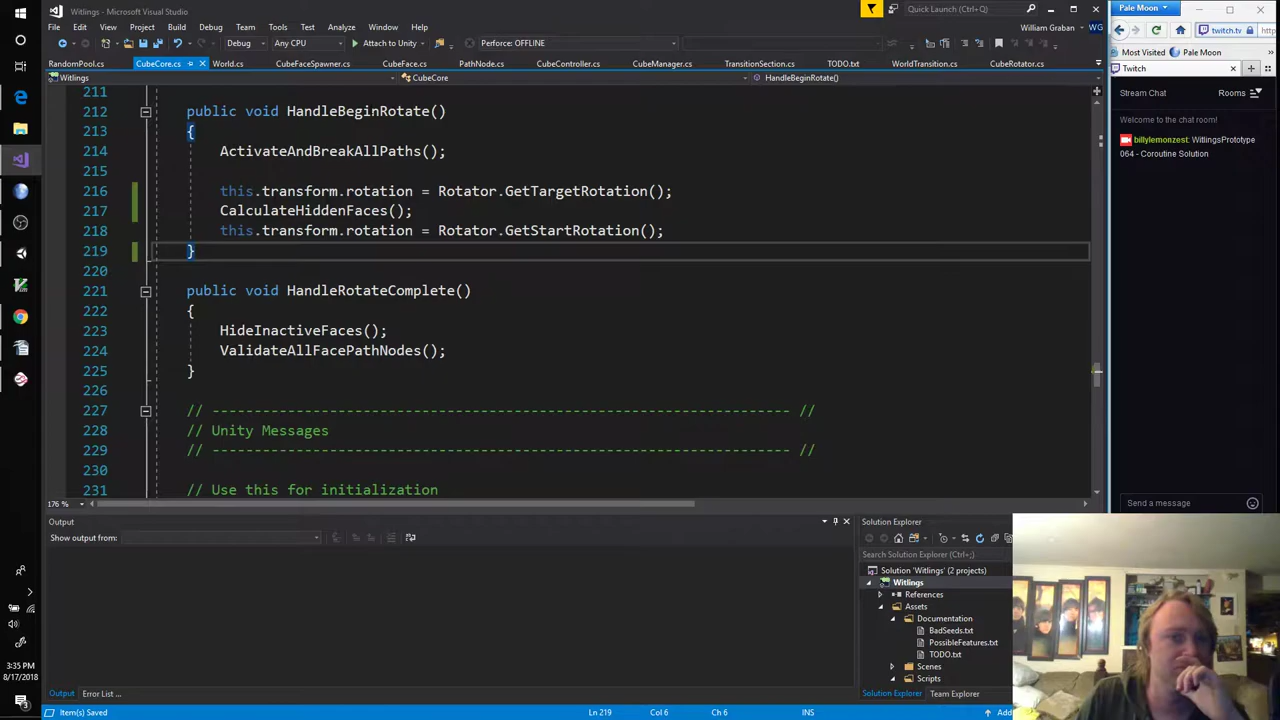 Witlings - Microsoft Visual Studio
Quick Launch (Ctrl+Q)
Pale Moon
File Edit View Project Build Debug Team Tools Test Analyze Window Help
William Graban WG
Debug Any CPU Attach to Unity Perforce: OFFLINE
twitch.tv
Most Visited Pale Moon
RandomPool.cs CubeCore.cs World.cs CubeFaceSpawner.cs CubeFace.cs PathNode.cs CubeController.cs CubeManager.cs TransitionSection.cs TODO.txt WorldTransition.cs CubeRotator.cs
Twitch
Witlings CubeCore HandleBeginRotate()
Stream Chat Rooms
Welcome to the chat room!
billylemonzest: WitlingsPrototype
064 - Coroutine Solution
211
212 public void HandleBeginRotate()
213 {
214 ActivateAndBreakAllPaths();
215
216 this.transform.rotation = Rotator.GetTargetRotation();
217 CalculateHiddenFaces();
218 this.transform.rotation = Rotator.GetStartRotation();
219 }
220
221 public void HandleRotateComplete()
222 {
223 HideInactiveFaces();
224 ValidateAllFacePathNodes();
225 }
226
227 // ---------------------------------------------------------------------- //
228 // Unity Messages
229 // ---------------------------------------------------------------------- //
230
231 // Use this for initialization
176 %
Send a message
Output
Show output from:
Solution Explorer
Search Solution Explorer (Ctrl+;)
Solution 'Witlings' (2 projects)
Witlings
References
Assets
Documentation
BadSeeds.txt
PossibleFeatures.txt
TODO.txt
Scenes
Scripts
Output Error List ...
Solution Explorer Team Explorer
3:35 PM
8/17/2018
Item(s) Saved Ln 219 Col 6 Ch 6 INS